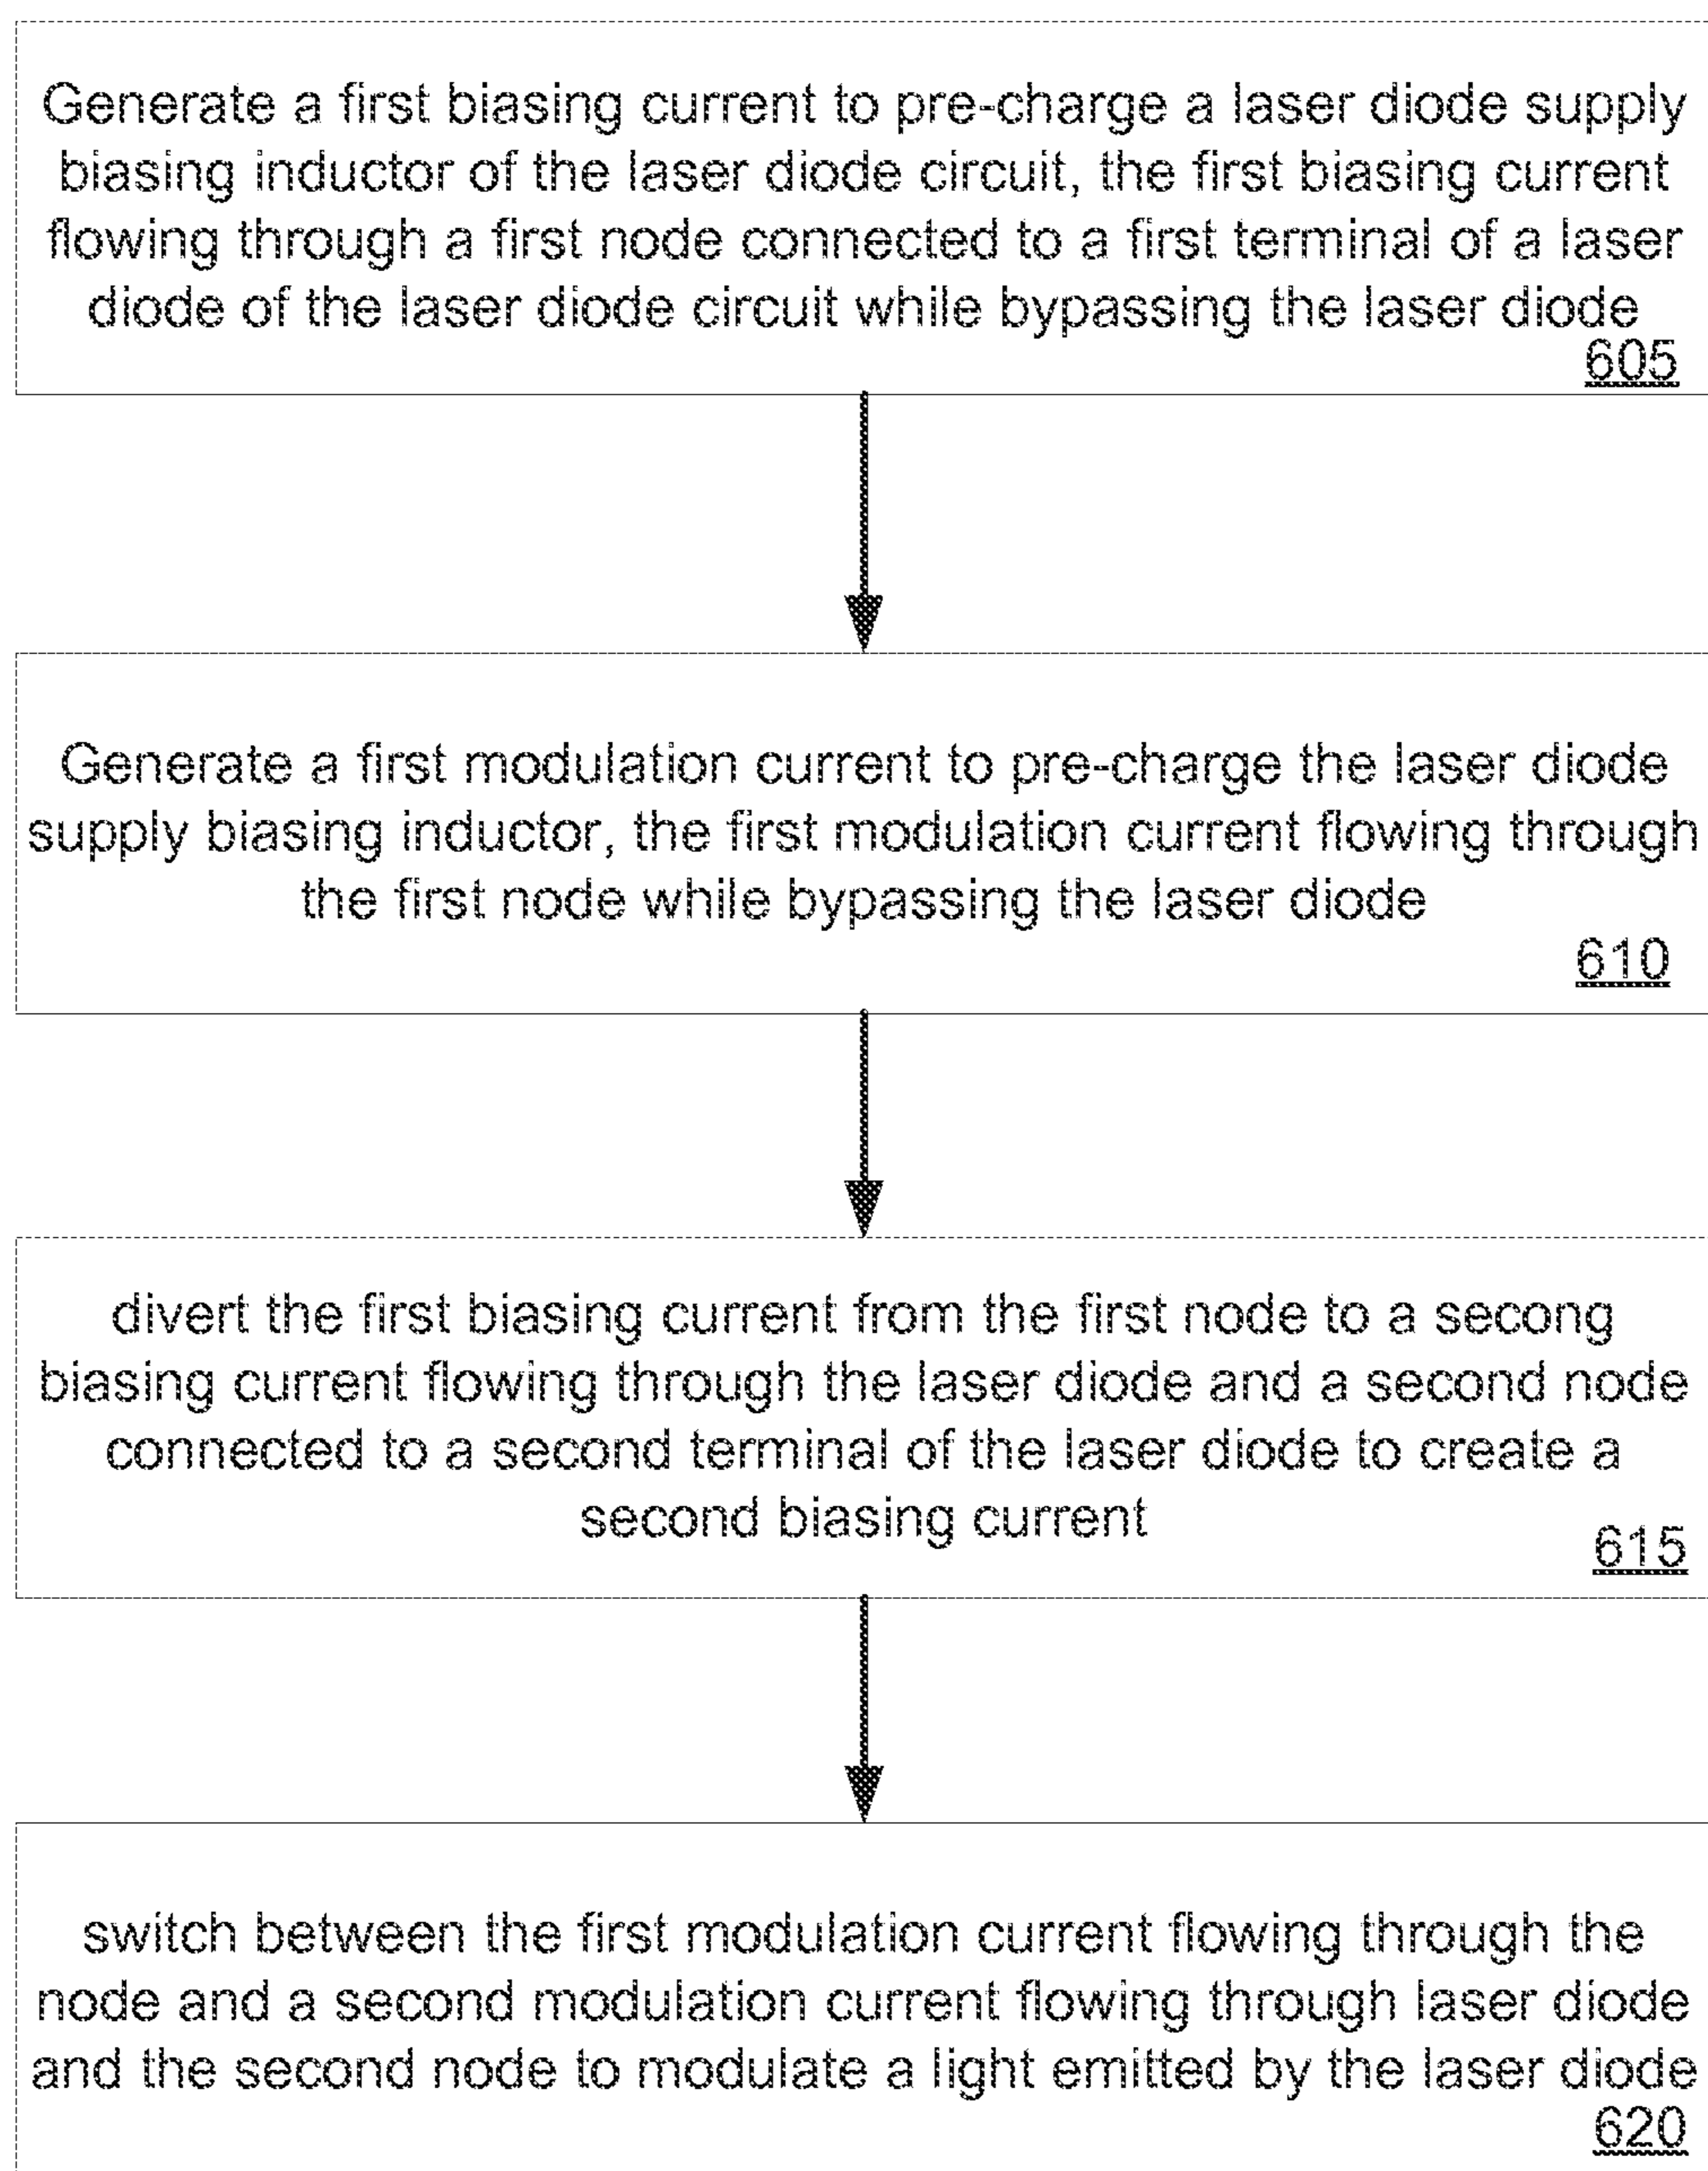 Generate a first biasing current to pre-charge a laser diode supply
biasing inductor of the laser diode circuit, the first biasing current
flowing through a first node connected to a first terminal of a laser
diode of the laser diode circuit while bypassing the laser diode
605
Generate a first modulation current to pre-charge the laser diode
supply biasing inductor, the first modulation current flowing through
the first node while bypassing the laser diode
610
divert the first biasing current from the first node to a second
biasing current flowing through the laser diode and a second node
connected to a second terminal of the laser diode to create a
second biasing current
615
switch between the first modulation current flowing through the
node and a second modulation current flowing through laser diode
and the second node to modulate a light emitted by the laser diode
620